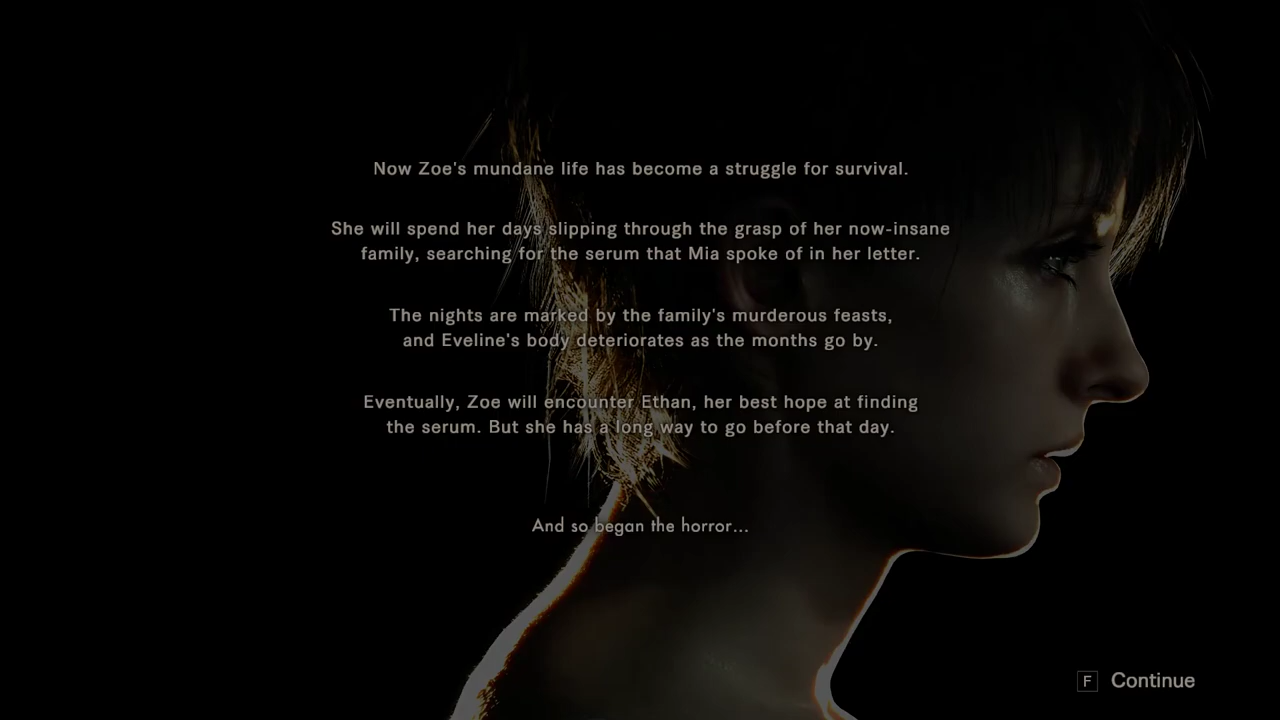 Now Zoe's mundane life has become a struggle for survival.
She will spend her days slipping through the grasp of her now-insane
family, searching for the serum that Mia spoke of in her letter.
The nights are marked by the family's murderous feasts,
and Eveline's body deteriorates as the months go by.
Eventually, Zoe will encounter Ethan, her best hope at finding
the serum. But she has a long way to go before that day.
And so began the horror...
F Continue